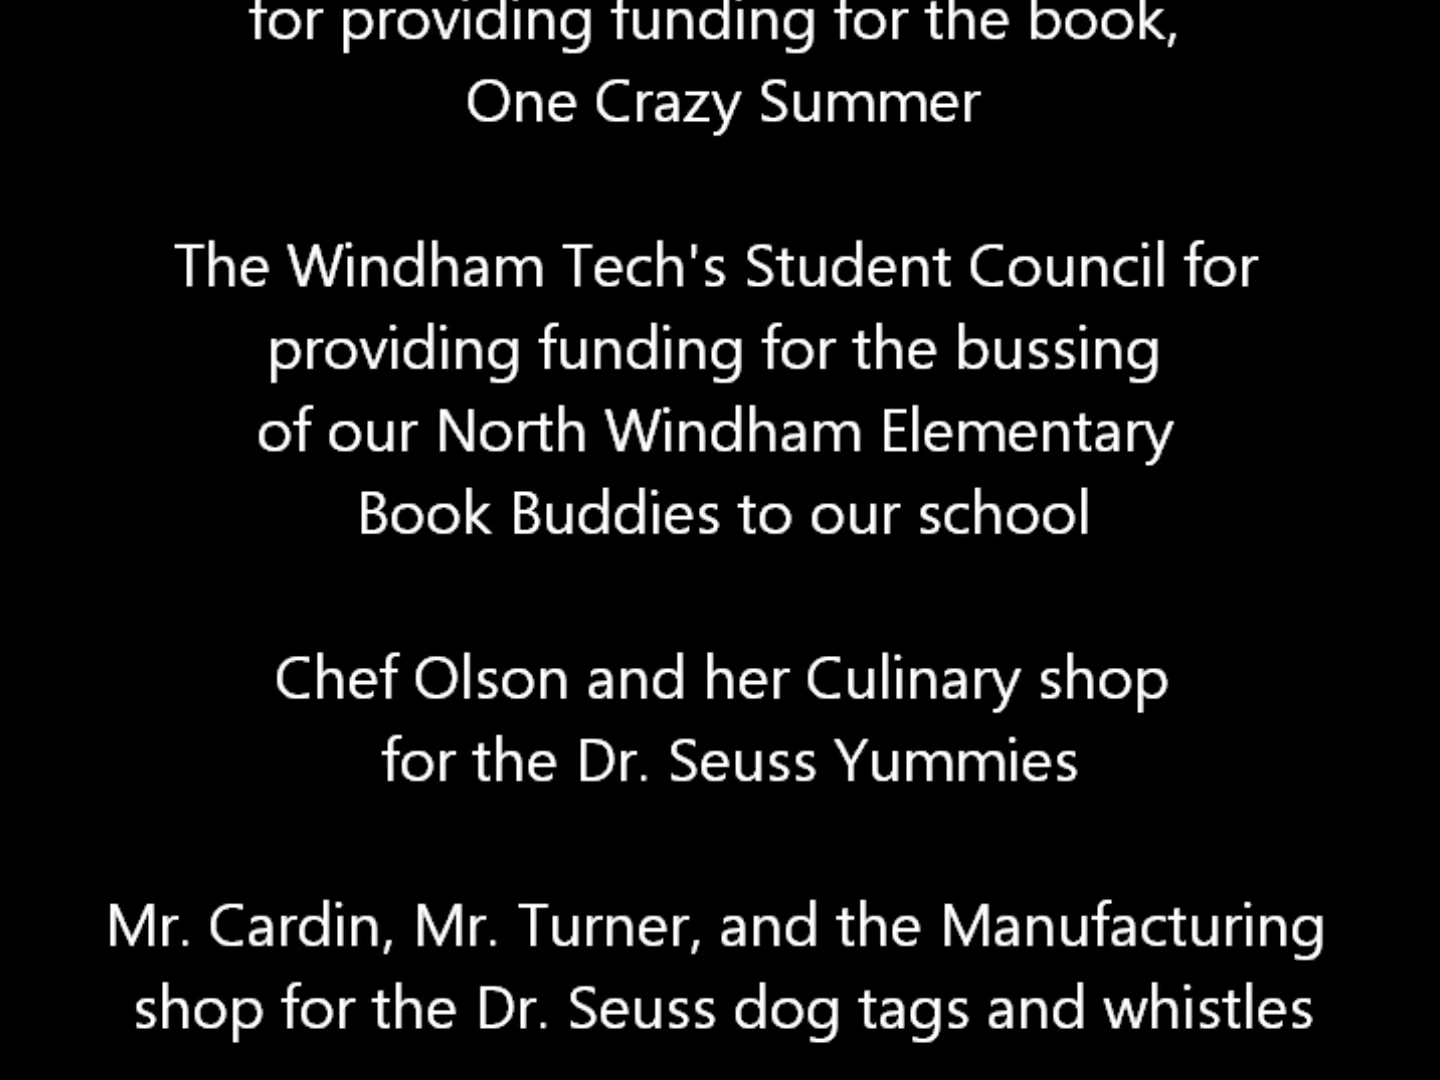 for providing funding for the book,
One Crazy Summer
The Windham Tech's Student Council for
providing funding for the bussing
of our North Windham Elementary
Book Buddies to our school
Chef Olson and her Culinary shop
for the Dr. Seuss Yummies
Mr. Cardin, Mr. Turner, and the Manufacturing
shop for the Dr. Seuss dog tags and whistles